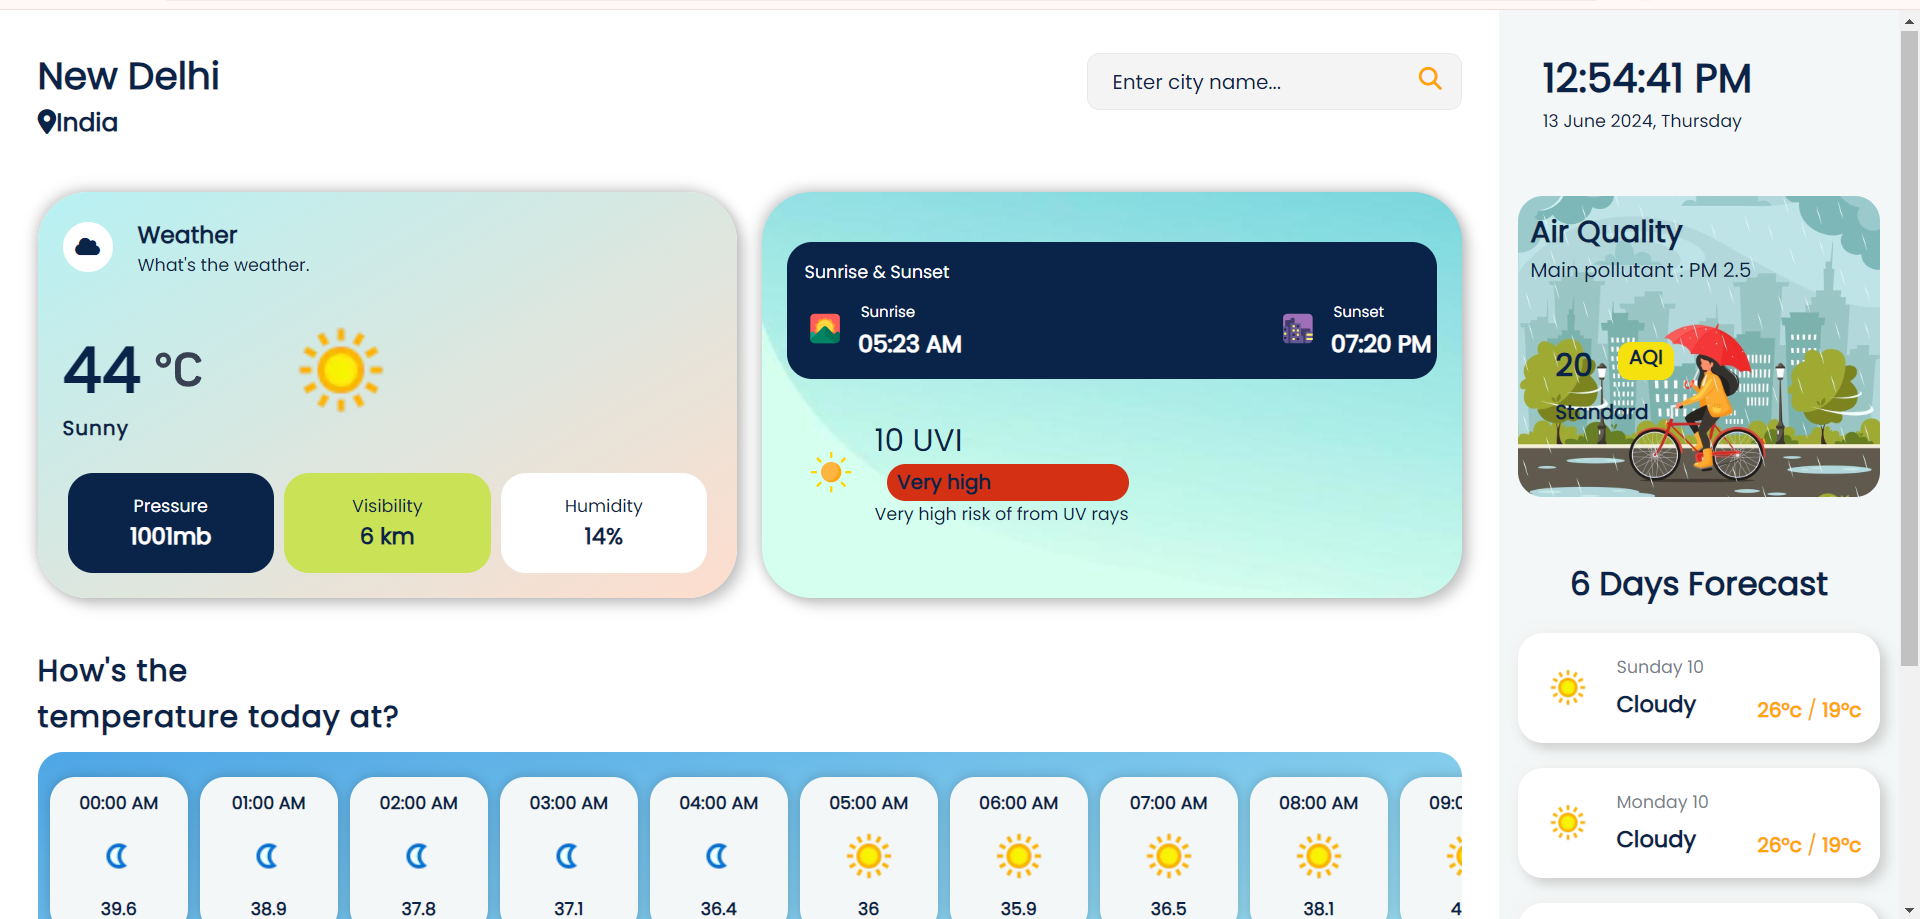 New Delhi
India
Enter city name...
Weather
What's the weather.
44 °C
Sunny
Pressure
1001mb
Visibility
6 km
Humidity
14%
Sunrise & Sunset
Sunrise
05:23 AM
Sunset
07:20 PM
10 UVI
Very high
Very high risk of from UV rays
How's the
temperature today at?
00:00 AM
39.6
01:00 AM
38.9
02:00 AM
37.8
03:00 AM
37.1
04:00 AM
36.4
05:00 AM
36
06:00 AM
35.9
07:00 AM
36.5
08:00 AM
38.1
12:54:41 PM
13 June 2024, Thursday
Air Quality
Main pollutant : PM 2.5
20 AQI
Standard
6 Days Forecast
Sunday 10
Cloudy
26°c / 19°c
Monday 10
Cloudy
26°c / 19°c